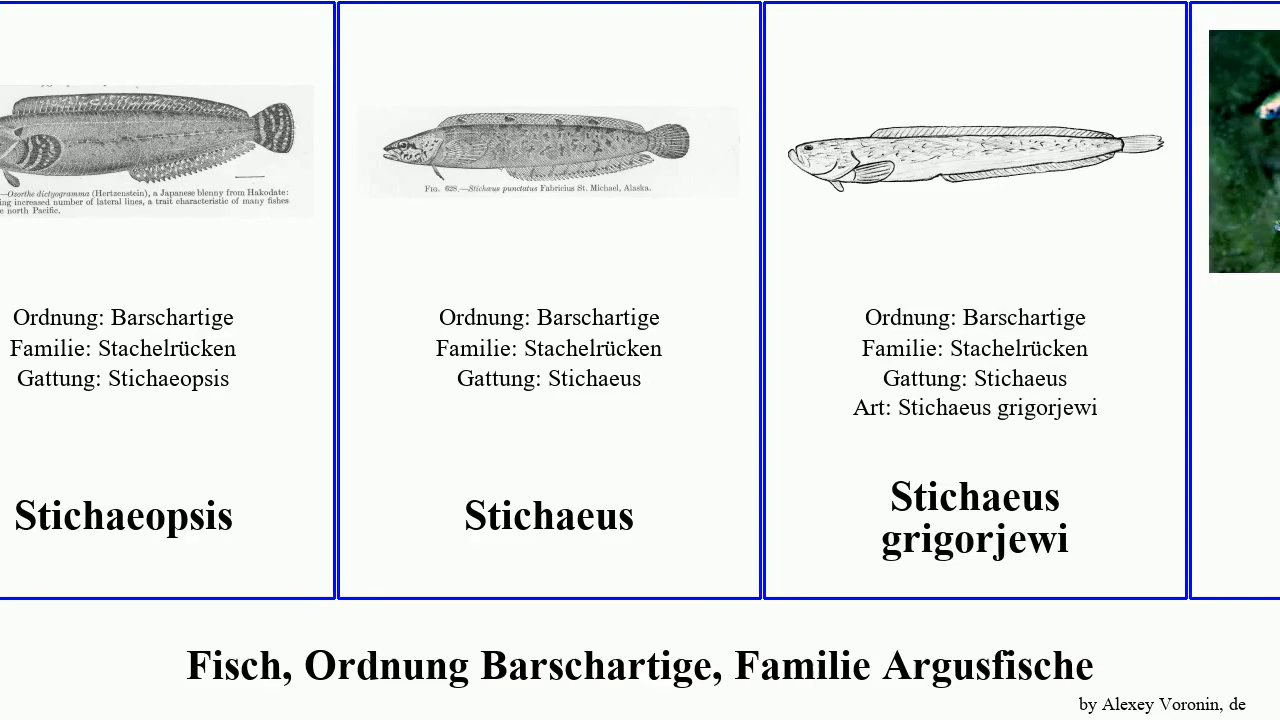 —Ozorthe dictyogramma (Hertzenstein), a Japanese blenny from Hakodate:
ing increased number of lateral lines, a trait characteristic of many fishes
e north Pacific.
Ordnung: Barschartige
Familie: Stachelrücken
Gattung: Stichaeopsis
Stichaeopsis
FIG. 628.—Stichæus punctatus Fabricius St. Michael, Alaska.
Ordnung: Barschartige
Familie: Stachelrücken
Gattung: Stichaeus
Stichaeus
Ordnung: Barschartige
Familie: Stachelrücken
Gattung: Stichaeus
Art: Stichaeus grigorjewi
Stichaeus
grigorjewi
Fisch, Ordnung Barschartige, Familie Argusfische
by Alexey Voronin, de